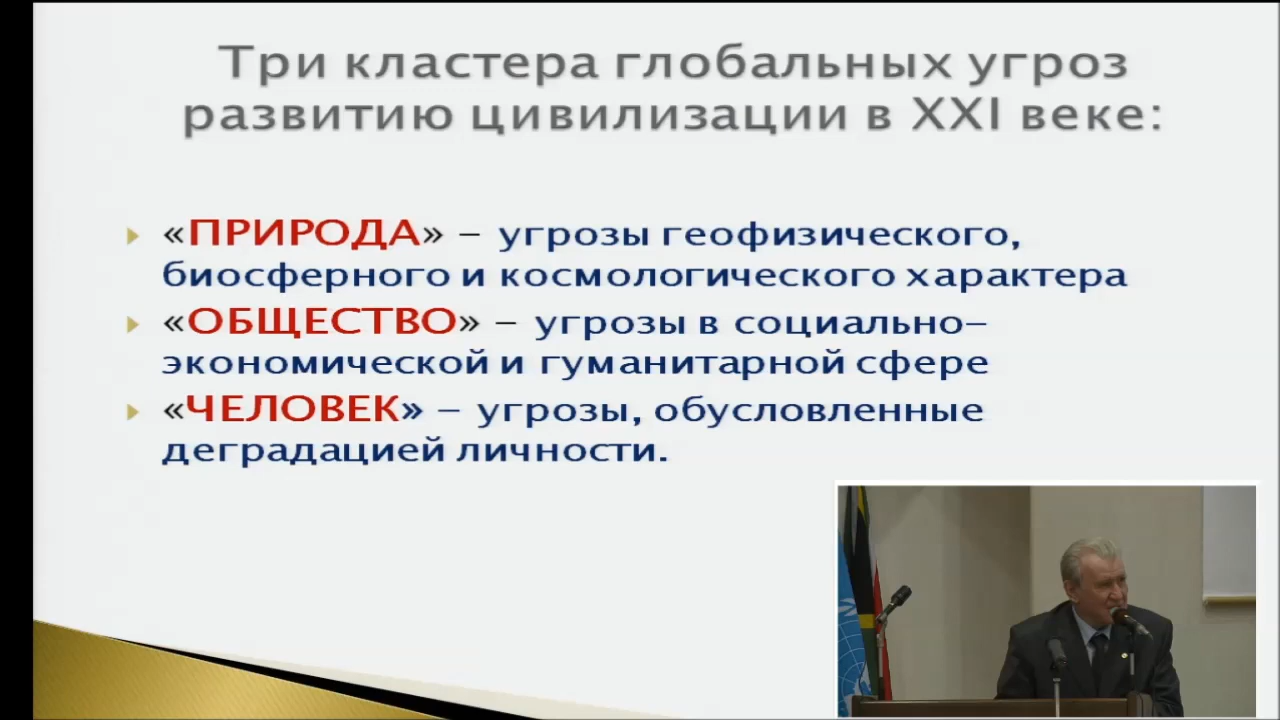 Три кластера глобальных угроз
развитию цивилизации в XXI веке:
«ПРИРОДА» – угрозы геофизического,
биосферного и космологического характера
«ОБЩЕСТВО» – угрозы в социально–
экономической и гуманитарной сфере
«ЧЕЛОВЕК» – угрозы, обусловленные
деградацией личности.